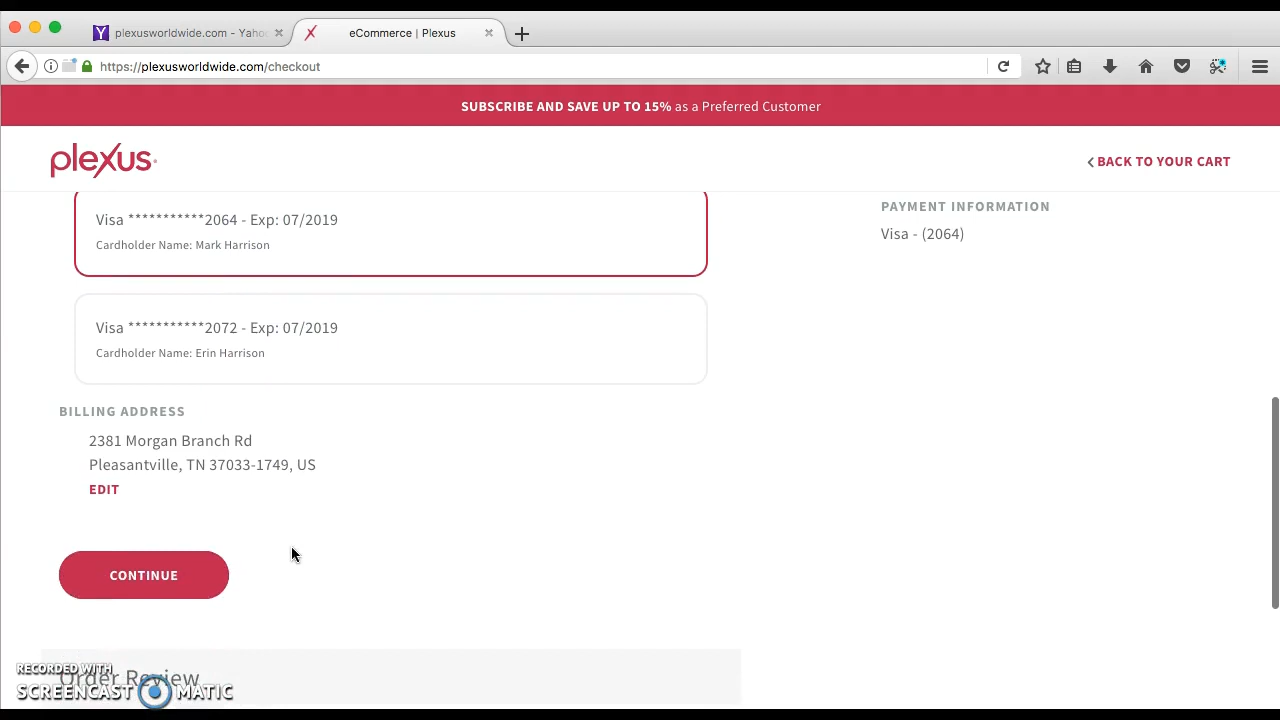 plexusworldwide.com - Yahoo
eCommerce | Plexus
https://plexusworldwide.com/checkout
SUBSCRIBE AND SAVE UP TO 15% as a Preferred Customer
plexus
BACK TO YOUR CART
Visa ***********2064 - Exp: 07/2019
Cardholder Name: Mark Harrison
PAYMENT INFORMATION
Visa - (2064)
Visa ***********2072 - Exp: 07/2019
Cardholder Name: Erin Harrison
BILLING ADDRESS
2381 Morgan Branch Rd
Pleasantville, TN 37033-1749, US
EDIT
CONTINUE
Order Review
RECORDED WITH
SCREENCAST MATIC